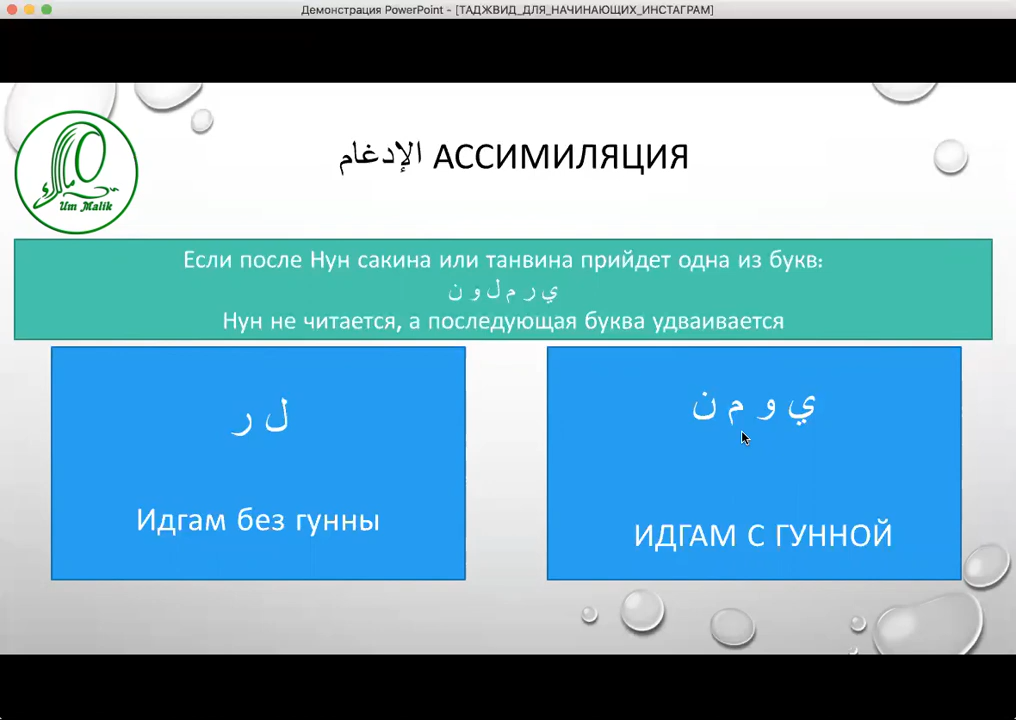 Демонстрация PowerPoint - [ТАДЖВИД_ДЛЯ_НАЧИНАЮЩИХ_ИНСТАГРАМ]
Um Malik
АССИМИЛЯЦИЯ الإدغام
Если после Нун сакина или танвина прийдет одна из букв:
ي ر م ل و ن
Нун не читается, а последующая буква удваивается
ل ر
Идгам без гунны
ي و م ن
ИДГАМ С ГУННОЙ